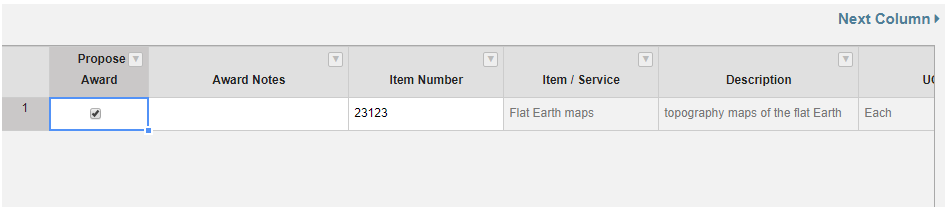 Next Column
Propose
Award
Award Notes
Item Number
Item / Service
Description
UO
1
23123
Flat Earth maps
topography maps of the flat Earth
Each